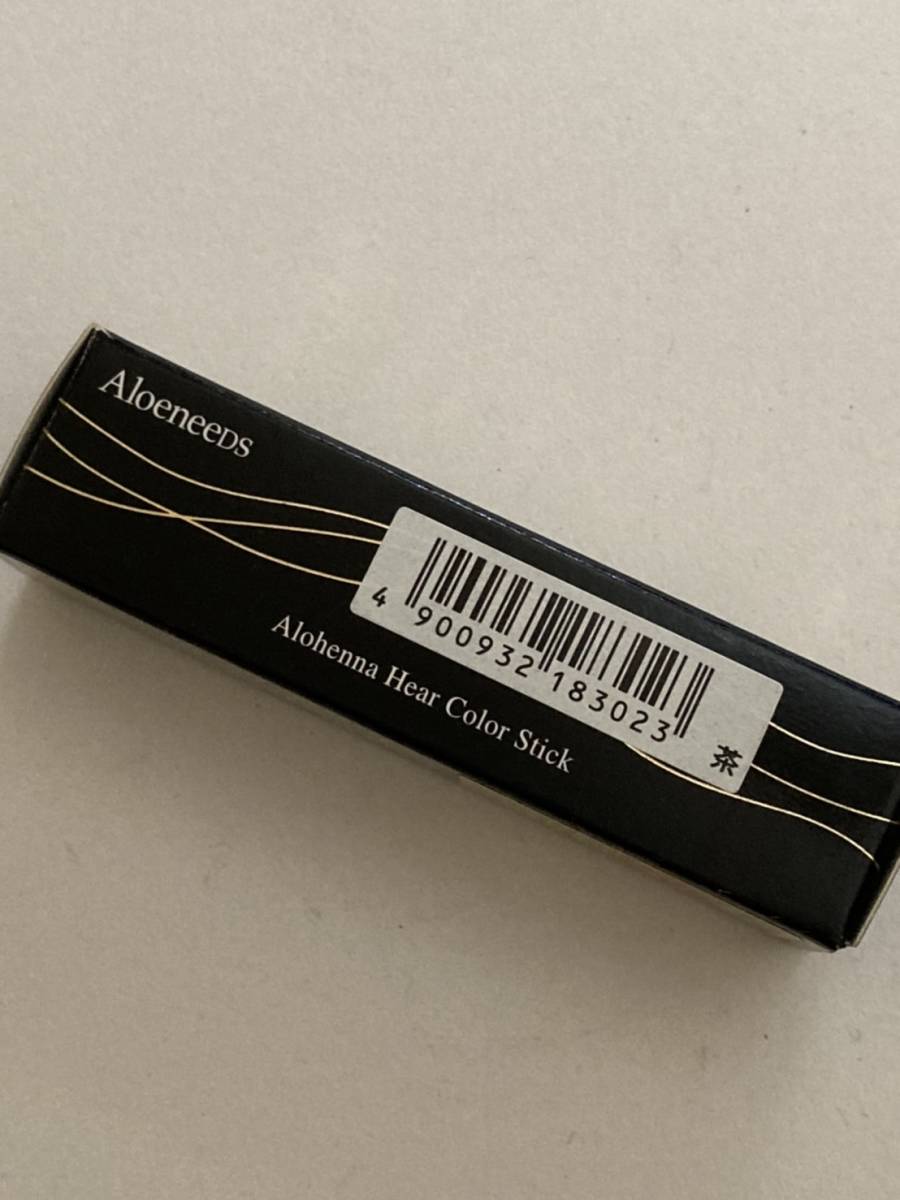 AloeneeDS
4 900932 183023
茶
Alohenna Hear Color Stick